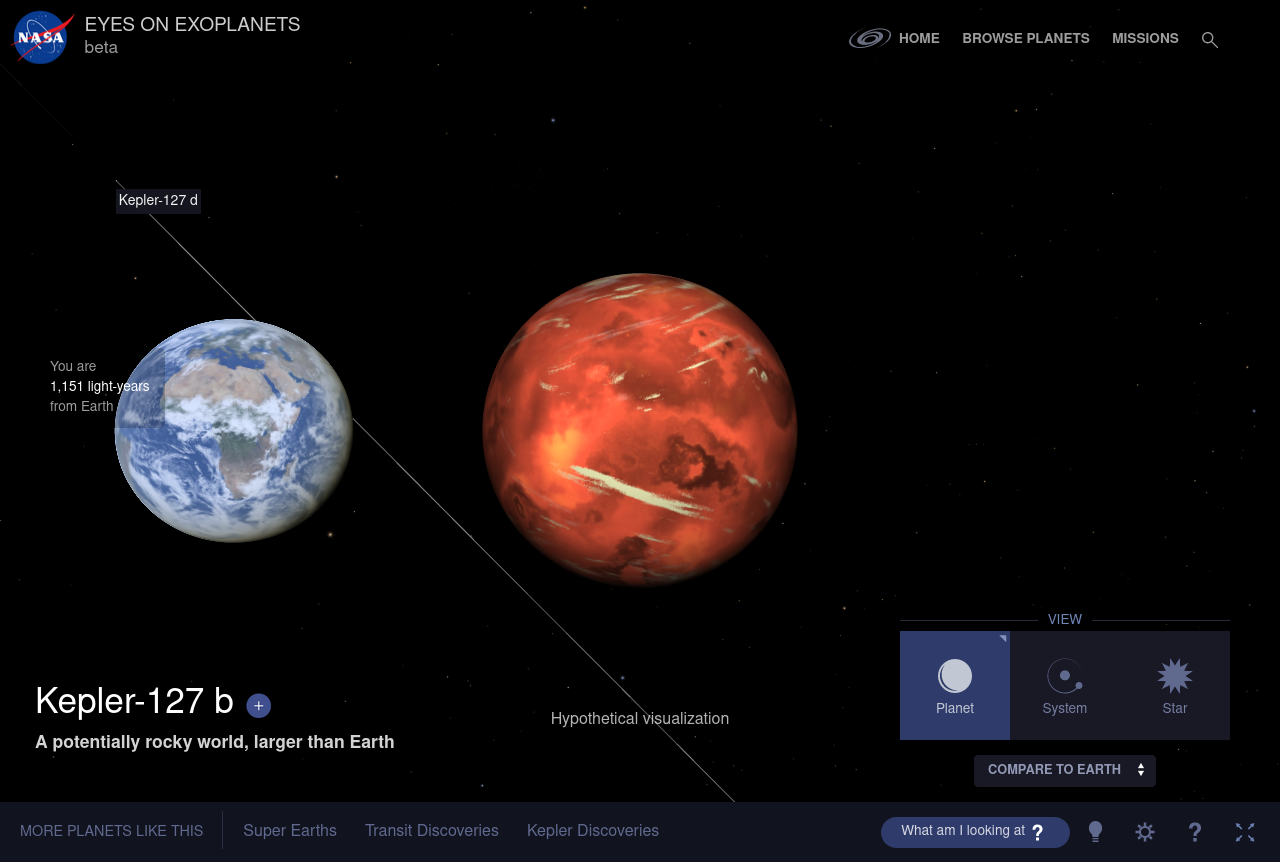 NASA
EYES ON EXOPLANETS
beta
HOME
BROWSE PLANETS
MISSIONS
Kepler-127 d
You are
1,151 light-years
from Earth
Kepler-127 b +
A potentially rocky world, larger than Earth
Hypothetical visualization
VIEW
Planet
System
Star
COMPARE TO EARTH
MORE PLANETS LIKE THIS
Super Earths
Transit Discoveries
Kepler Discoveries
What am I looking at ?
?